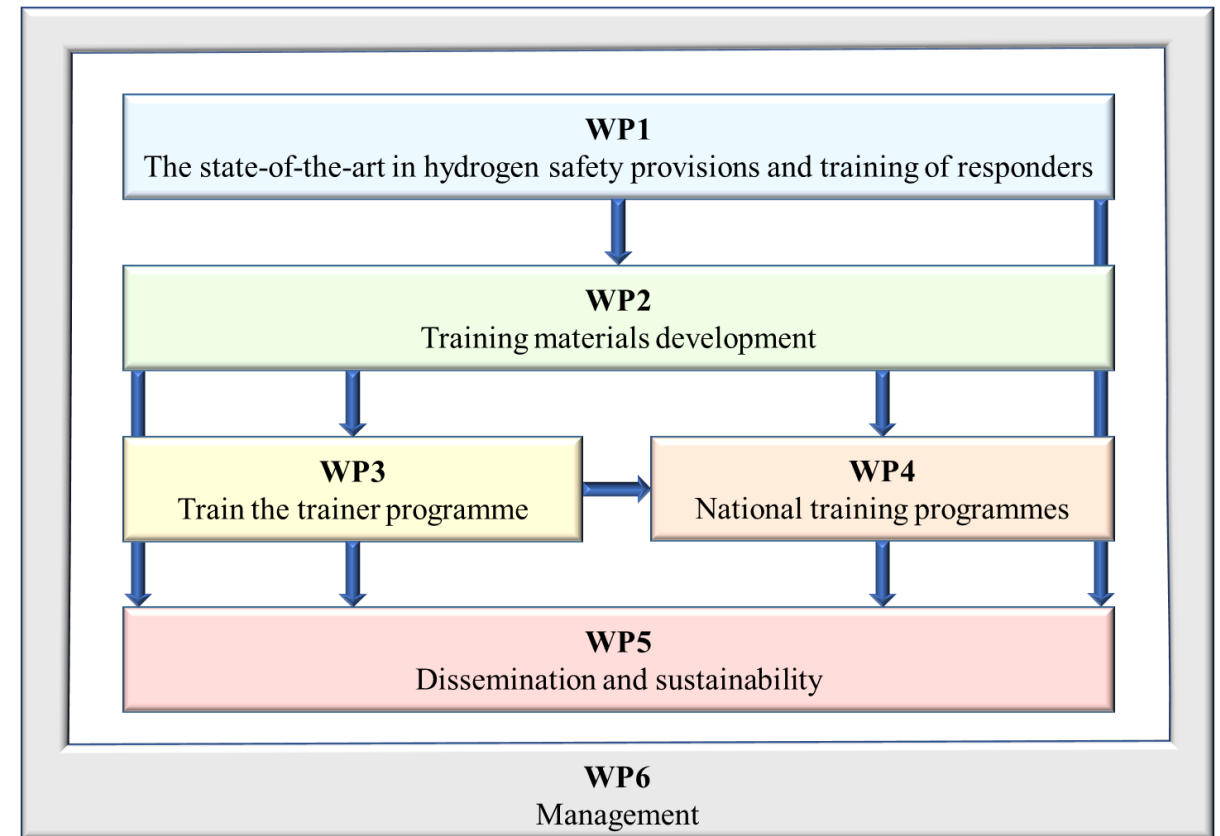 WP1
The state-of-the-art in hydrogen safety provisions and training of responders
WP2
Training materials development
WP3
Train the trainer programme
WP4
National training programmes
WP5
Dissemination and sustainability
WP6
Management